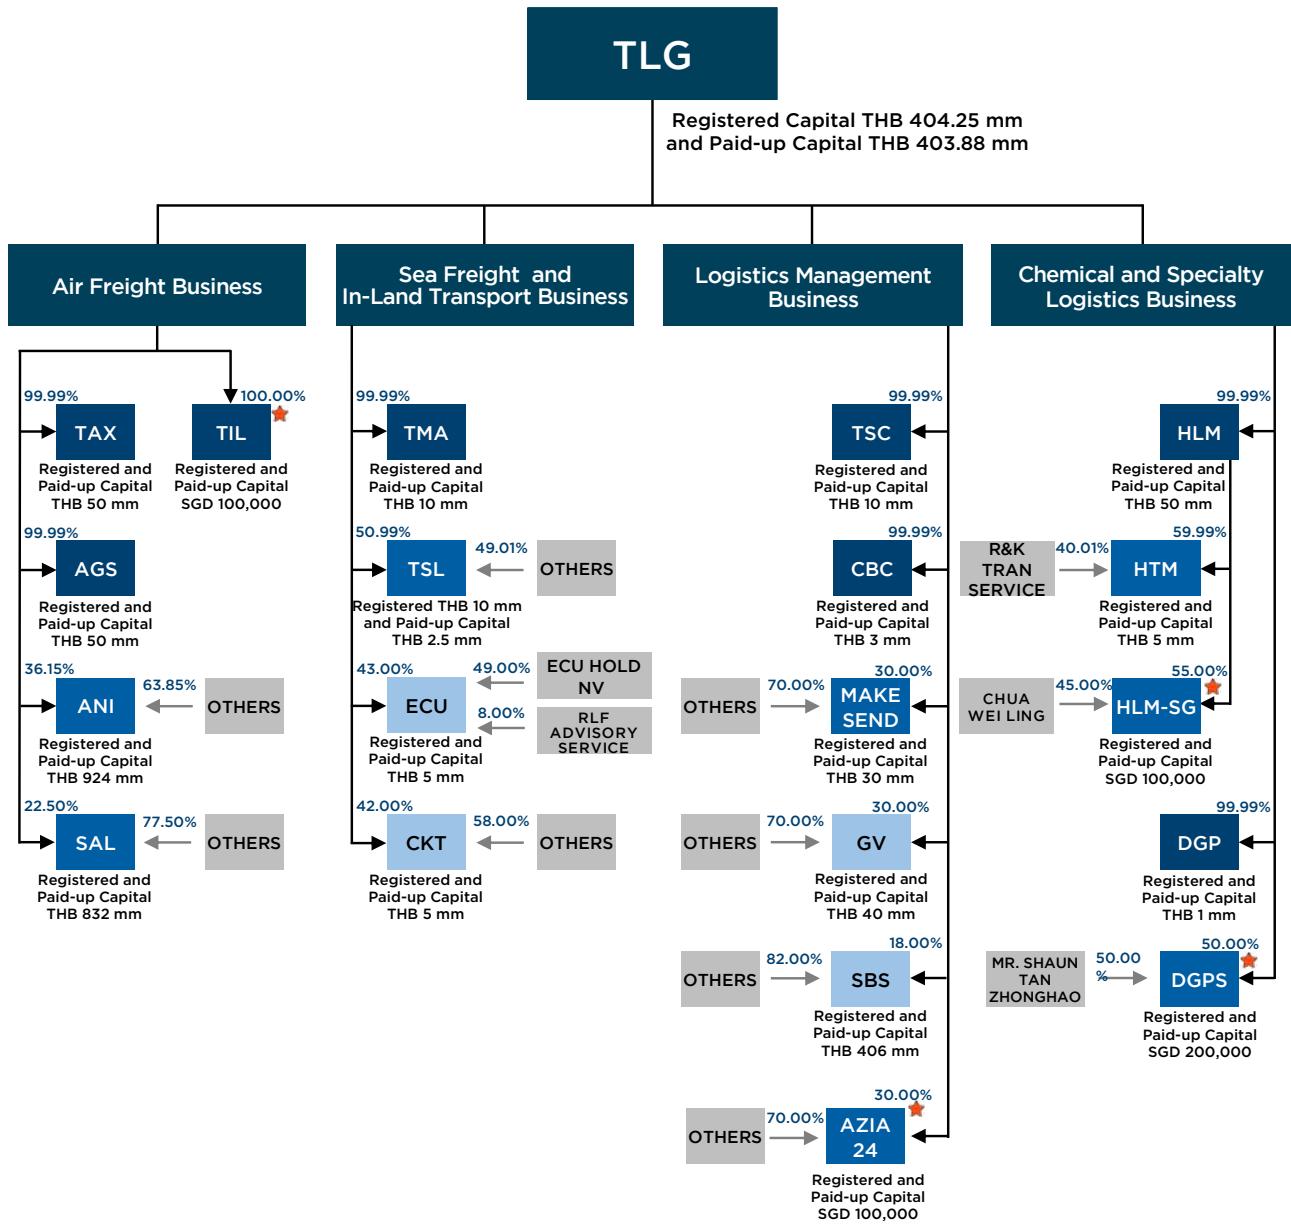 TLG
Registered Capital THB 404.25 mm
and Paid-up Capital THB 403.88 mm
Air Freight Business
99.99%
TAX
Registered and
Paid-up Capital
THB 50 mm
100.00%
TIL
Registered and
Paid-up Capital
SGD 100,000
99.99%
AGS
Registered and
Paid-up Capital
THB 50 mm
36.15%
ANI
63.85%
OTHERS
Registered and
Paid-up Capital
THB 924 mm
22.50%
SAL
77.50%
OTHERS
Registered and
Paid-up Capital
THB 832 mm
Sea Freight and
In-Land Transport Business
99.99%
TMA
Registered and
Paid-up Capital
THB 10 mm
50.99%
TSL
49.01%
OTHERS
Registered THB 10 mm
and Paid-up Capital
THB 2.5 mm
43.00%
ECU
49.00%
ECU HOLD
NV
8.00%
RLF
ADVISORY
SERVICE
Registered and
Paid-up Capital
THB 5 mm
42.00%
CKT
58.00%
OTHERS
Registered and
Paid-up Capital
THB 5 mm
Logistics Management
Business
99.99%
TSC
Registered and
Paid-up Capital
THB 10 mm
99.99%
CBC
Registered and
Paid-up Capital
THB 3 mm
30.00%
OTHERS
70.00%
MAKE
SEND
Registered and
Paid-up Capital
THB 30 mm
30.00%
OTHERS
70.00%
GV
Registered and
Paid-up Capital
THB 40 mm
18.00%
OTHERS
82.00%
SBS
Registered and
Paid-up Capital
THB 406 mm
30.00%
OTHERS
70.00%
AZIA
24
Registered and
Paid-up Capital
SGD 100,000
Chemical and Specialty
Logistics Business
99.99%
HLM
Registered and
Paid-up Capital
THB 50 mm
59.99%
R&K
TRAN
SERVICE
40.01%
HTM
Registered and
Paid-up Capital
THB 5 mm
55.00%
CHUA
WEI LING
45.00%
HLM-SG
Registered and
Paid-up Capital
SGD 100,000
99.99%
DGP
Registered and
Paid-up Capital
THB 1 mm
50.00%
MR. SHAUN
TAN
ZHONGHAO
50.00
%
DGPS
Registered and
Paid-up Capital
SGD 200,000